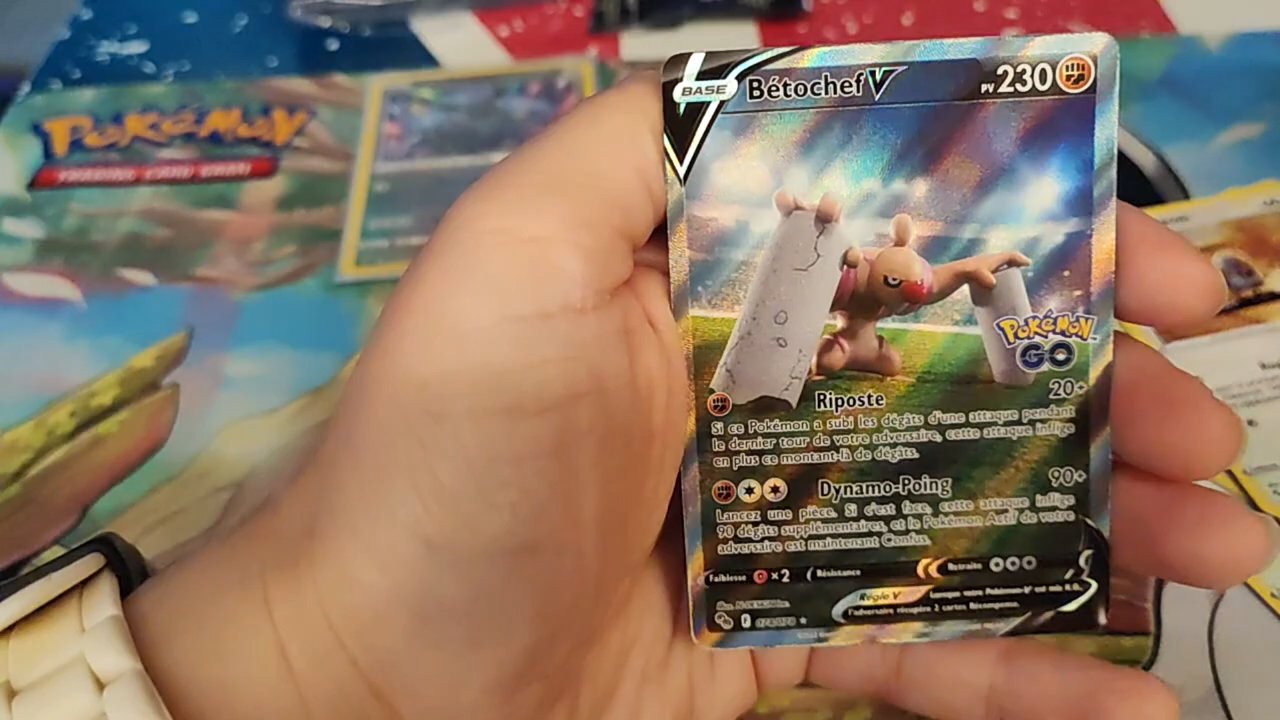 POKÉMON
TRADING CARD GAME
BASE
Bétochef V
PV 230
POKÉMON
GO
Riposte 20+
Si ce Pokémon a subi les dégâts d'une attaque pendant
le dernier tour de votre adversaire, cette attaque inflige
en plus ce montant-là de dégâts.
Dynamo-Poing 90+
Lancez une pièce. Si c'est face, cette attaque inflige
90 dégâts supplémentaires, et le Pokémon Actif de votre
adversaire est maintenant Confus.
Faiblesse ×2 Résistance Retraite
Règle V Lorsque votre Pokémon-V est mis K.O.,
l'adversaire récupère 2 cartes Récompense.
Illus.
F